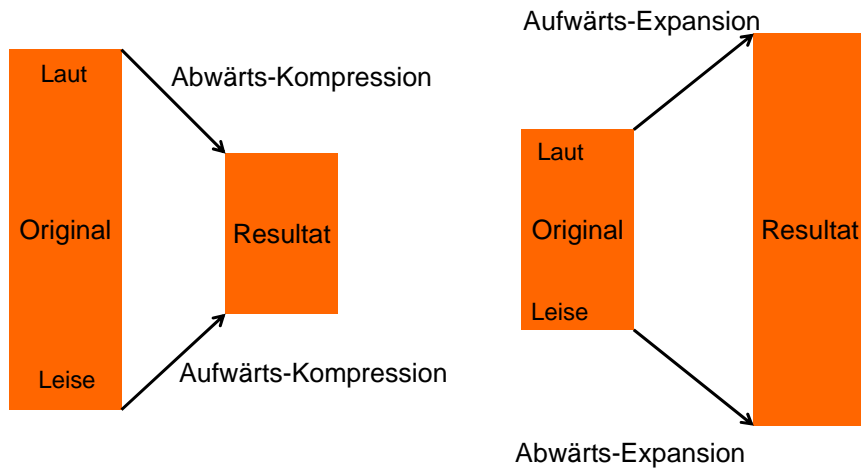 Laut
Abwärts-Kompression
Original
Resultat
Leise
Aufwärts-Kompression
Aufwärts-Expansion
Laut
Original
Resultat
Leise
Abwärts-Expansion